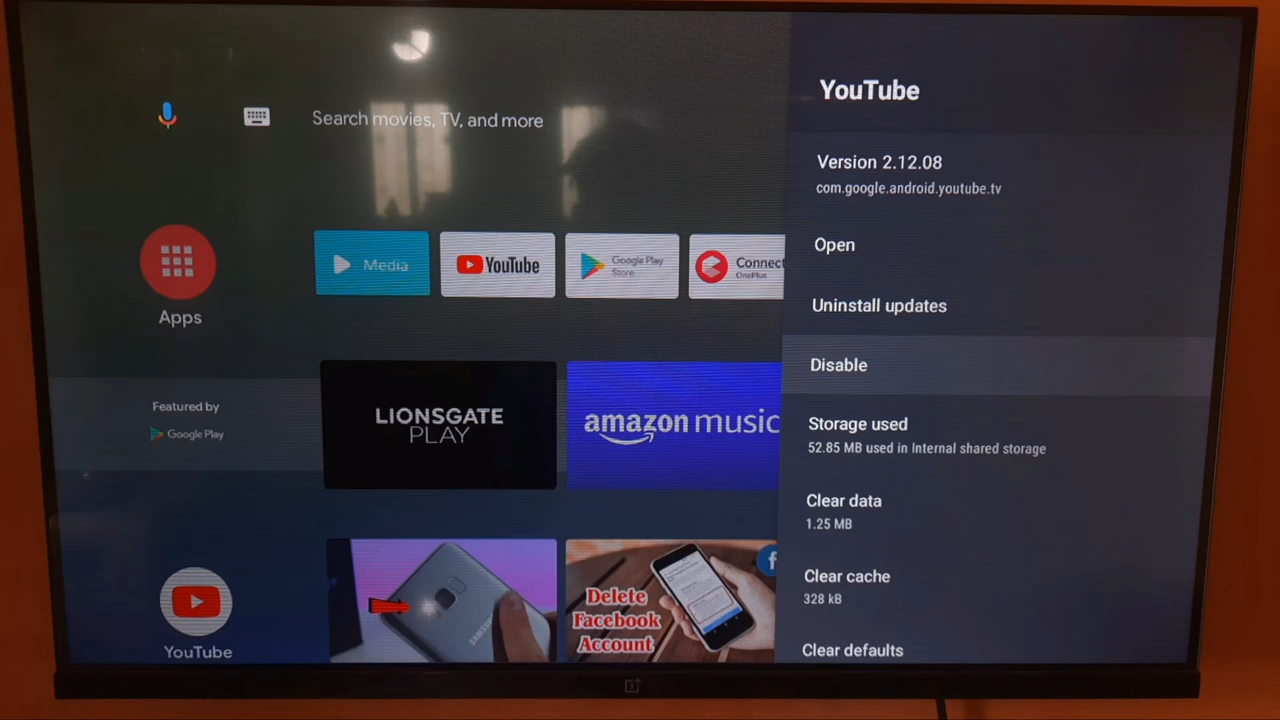 Search movies, TV, and more
Apps
Media
YouTube
Google Play
Store
Connect
OnePlus
Featured by
Google Play
LIONSGATE
PLAY
amazon music
YouTube
SAMSUNG
Delete
Facebook
Account
f
YouTube
Version 2.12.08
com.google.android.youtube.tv
Open
Uninstall updates
Disable
Storage used
52.85 MB used in Internal shared storage
Clear data
1.25 MB
Clear cache
328 kB
Clear defaults